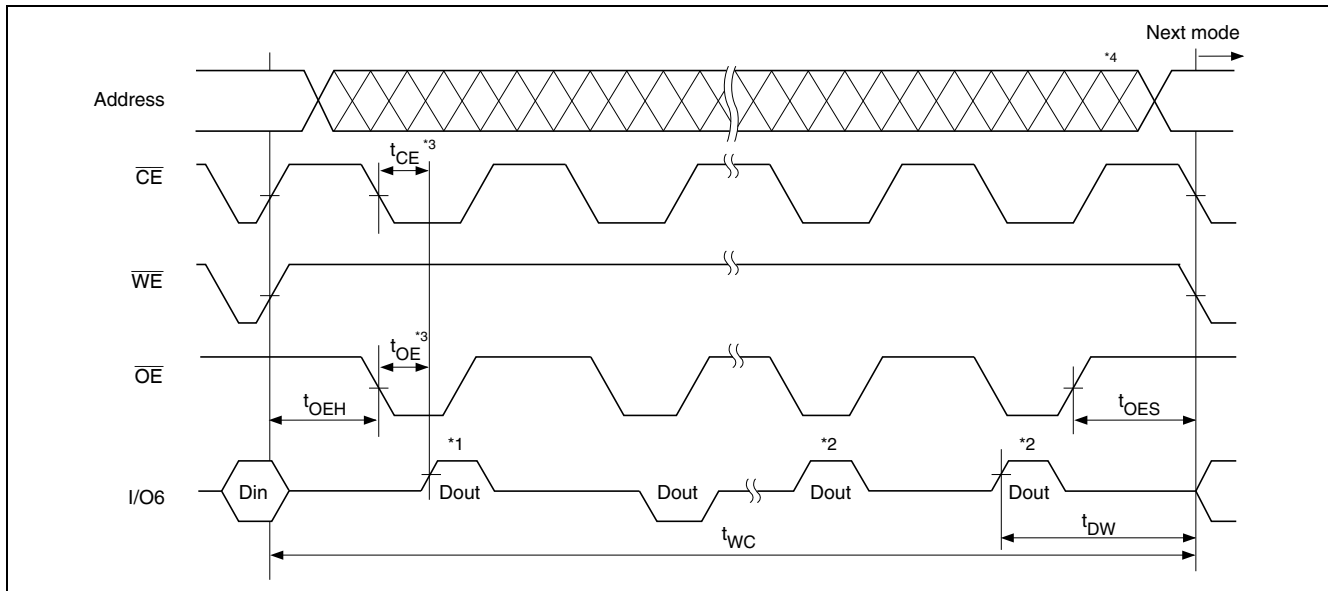 Next mode
*4
Address
tCE *3
CE
WE
tOE *3
OE
tOEH
tOES
*1
*2
*2
Din
I/O6
Dout
Dout
Dout
Dout
tDW
tWC